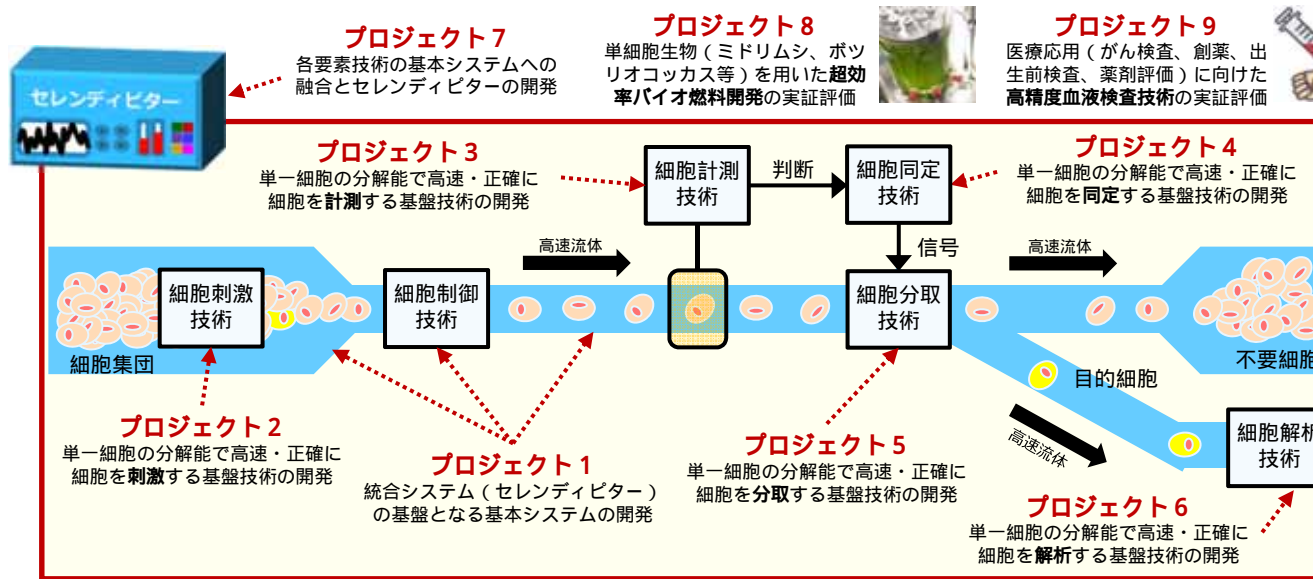 プロジェクト7
各要素技術の基本システムへの
融合とセレンディピターの開発
プロジェクト8
単細胞生物(ミドリムシ、ボツ
リオコッカス等)を用いた超効
率バイオ燃料開発の実証評価
プロジェクト9
医療応用(がん検査、創薬、出
生前検査、薬剤評価)に向けた
高精度血液検査技術の実証評価
セレンディピター
プロジェクト3
単一細胞の分解能で高速・正確に
細胞を計測する基盤技術の開発
細胞計測
技術
判断
細胞同定
技術
プロジェクト4
単一細胞の分解能で高速・正確に
細胞を同定する基盤技術の開発
信号
高速流体
高速流体
細胞刺激
技術
細胞制御
技術
細胞分取
技術
細胞集団
不要細胞
目的細胞
高速流体
細胞解析
技術
プロジェクト2
単一細胞の分解能で高速・正確に
細胞を刺激する基盤技術の開発
プロジェクト1
統合システム(セレンディピター)
の基盤となる基本システムの開発
プロジェクト5
単一細胞の分解能で高速・正確に
細胞を分取する基盤技術の開発
プロジェクト6
単一細胞の分解能で高速・正確に
細胞を解析する基盤技術の開発